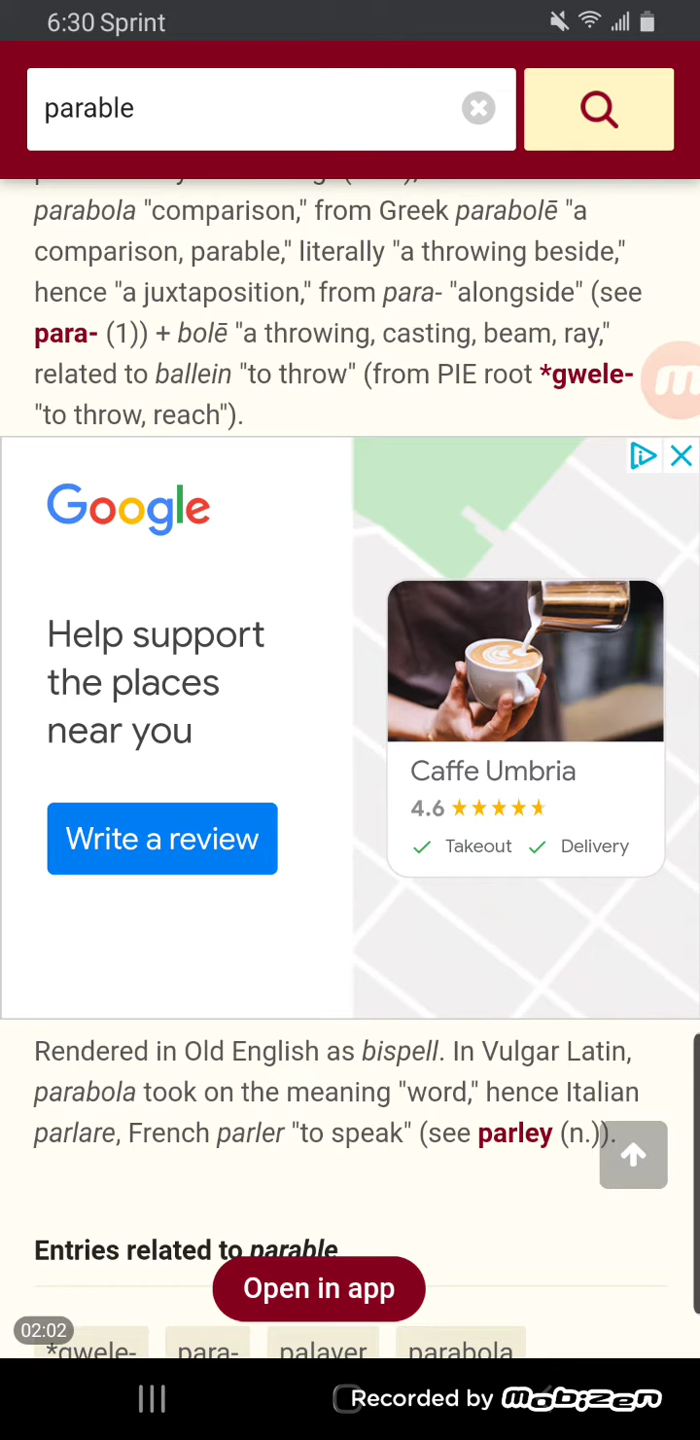 6:30 Sprint
parable
parabola "comparison," from Greek parabolē "a
comparison, parable," literally "a throwing beside,"
hence "a juxtaposition," from para- "alongside" (see
para- (1)) + bolē "a throwing, casting, beam, ray,"
related to ballein "to throw" (from PIE root *gwele-
"to throw, reach").
Google
Help support
the places
near you
Write a review
Caffe Umbria
4.6
Takeout Delivery
Rendered in Old English as bispell. In Vulgar Latin,
parabola took on the meaning "word," hence Italian
parlare, French parler "to speak" (see parley (n.)).
Entries related to parable
Open in app
02:02
*gwele- para- palaver parabola
Recorded by mobizen